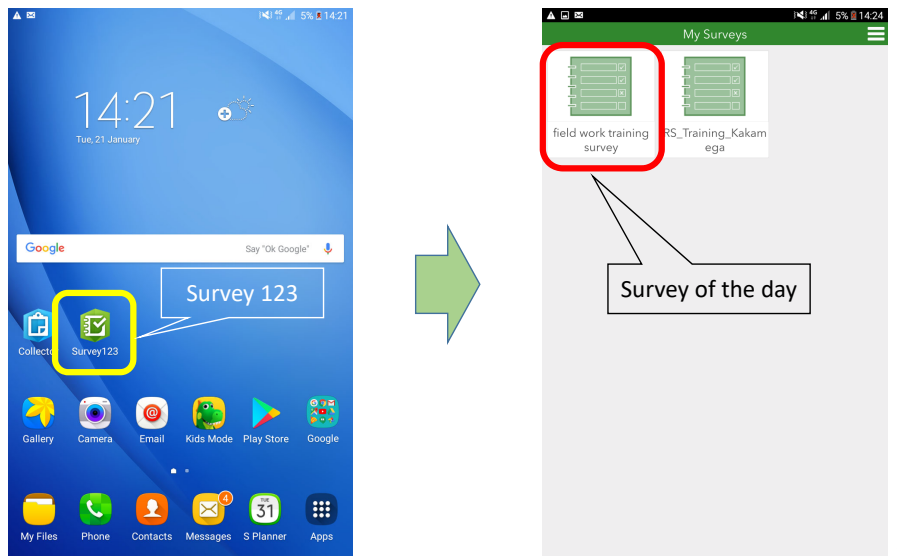 4G 5% 14:21
14:21
Tue, 21 January
Google Say "Ok Google"
Survey 123
Collecto Survey123
Gallery Camera Email Kids Mode Play Store Google
4
TUE
31
My Files Phone Contacts Messages S Planner Apps
4G 5% 14:24
My Surveys
field work training
survey
RS_Training_Kakam
ega
Survey of the day